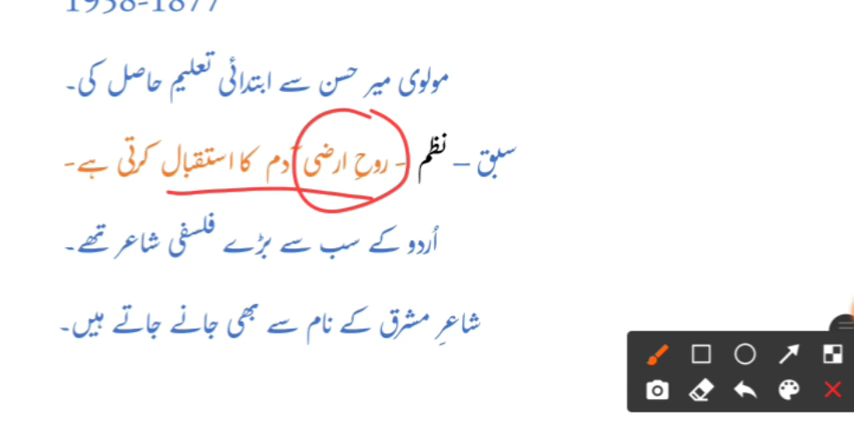 1938-1877
مولوی میر حسن سے ابتدائی تعلیم حاصل کی۔
سبق – نظم - روحِ ارضی آدم کا استقبال کرتی ہے۔
اُردو کے سب سے بڑے فلسفی شاعر تھے۔
شاعرِ مشرق کے نام سے بھی جانے جاتے ہیں۔